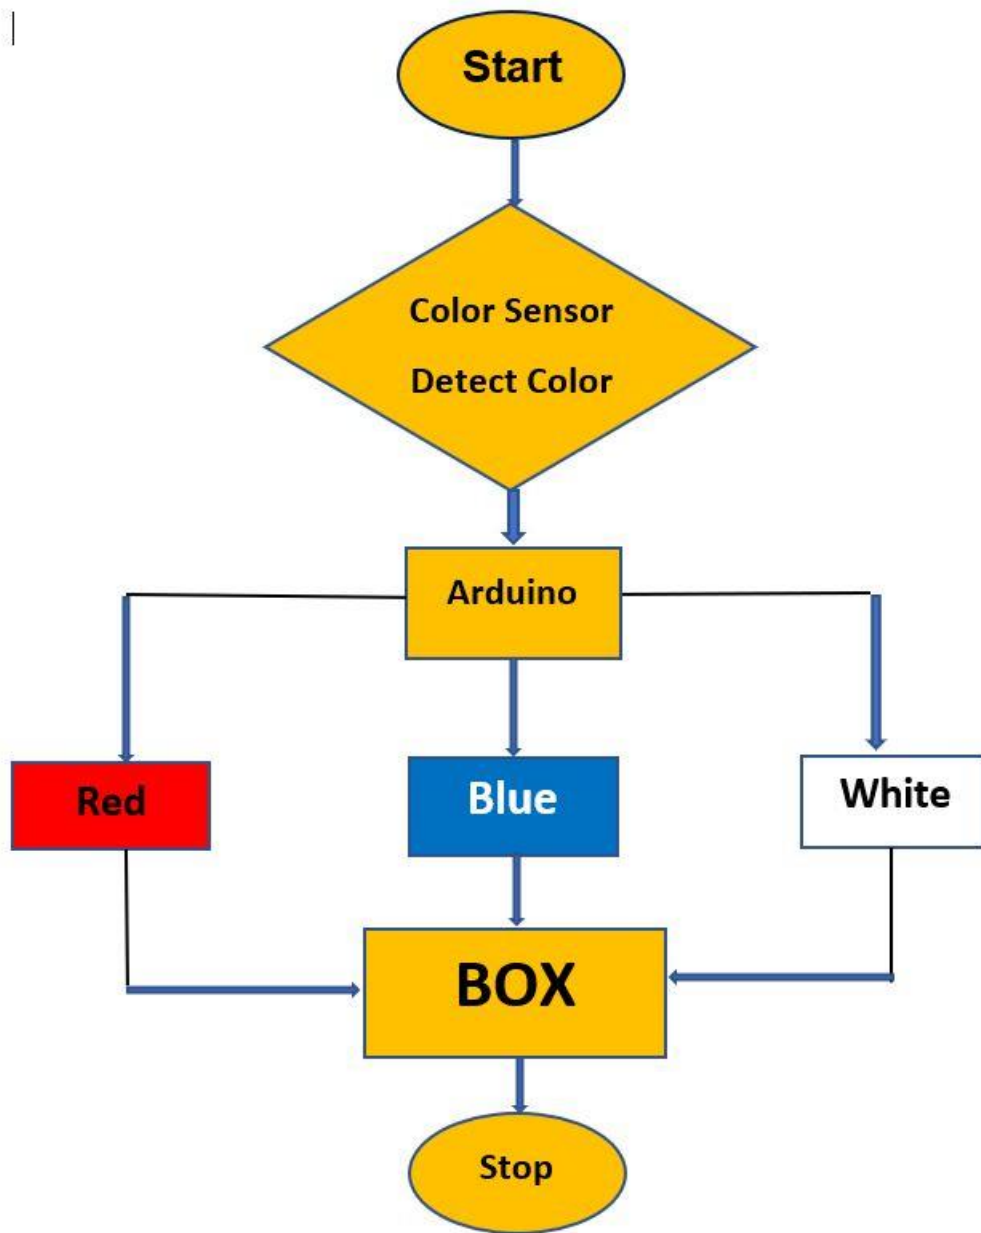 Start
Color Sensor
Detect Color
Arduino
Red
Blue
White
BOX
Stop